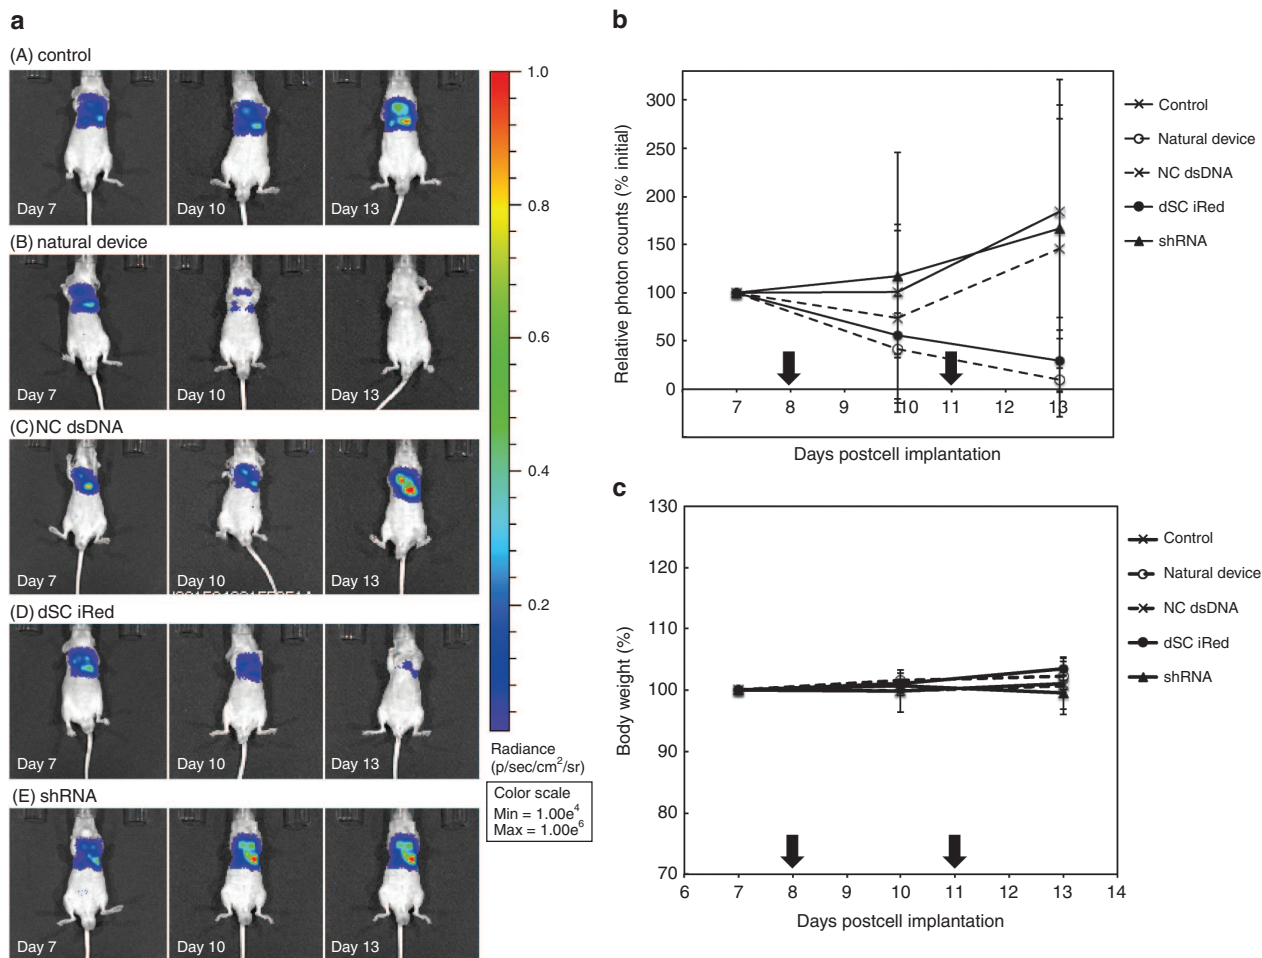 a
(A) control
Day 7
Day 10
Day 13
(B) natural device
Day 7
Day 10
Day 13
(C) NC dsDNA
Day 7
Day 10
Day 13
(D) dSC iRed
Day 7
Day 10
Day 13
(E) shRNA
Day 7
Day 10
Day 13
1.0
0.8
0.6
0.4
0.2
Radiance
(p/sec/cm²/sr)
Color scale
Min = 1.00e⁴
Max = 1.00e⁶
b
Relative photon counts (% initial)
300
250
200
150
100
50
0
7 8 9 10 11 12 13
Days postcell implantation
Control
Natural device
NC dsDNA
dSC iRed
shRNA
c
Body weight (%)
130
120
110
100
90
80
70
6 7 8 9 10 11 12 13 14
Days postcell implantation
Control
Natural device
NC dsDNA
dSC iRed
shRNA